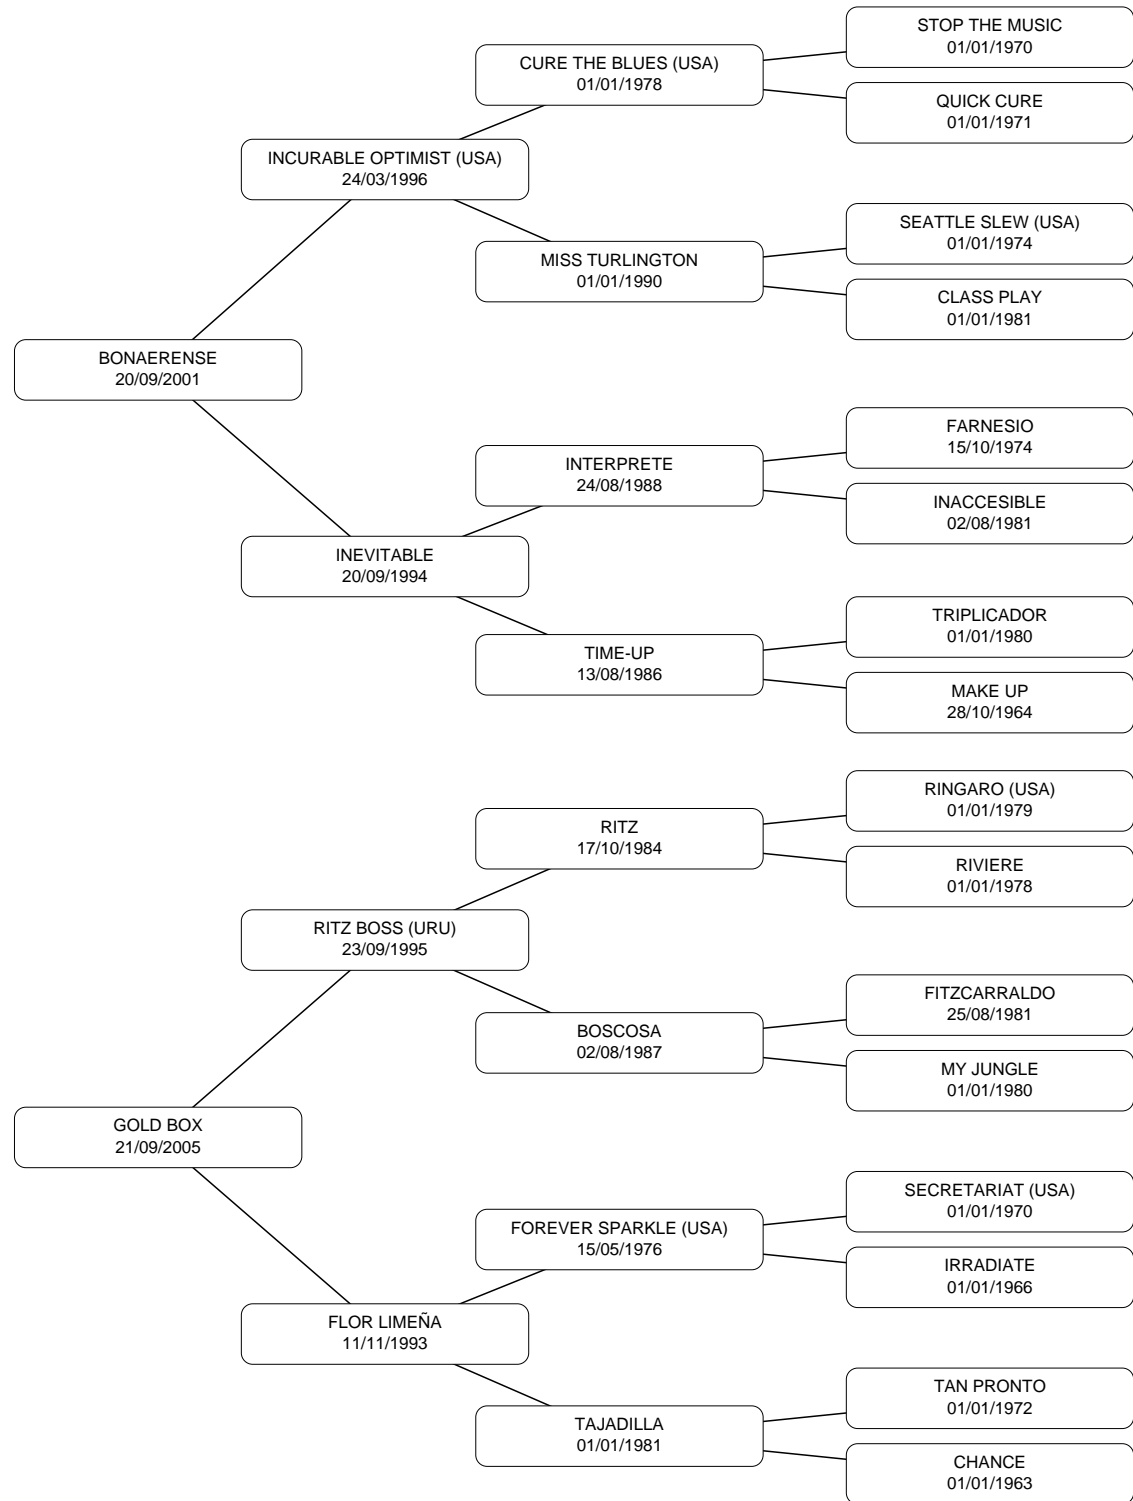 STOP THE MUSIC
01/01/1970
CURE THE BLUES (USA)
01/01/1978
QUICK CURE
01/01/1971
INCURABLE OPTIMIST (USA)
24/03/1996
SEATTLE SLEW (USA)
01/01/1974
MISS TURLINGTON
01/01/1990
CLASS PLAY
01/01/1981
BONAERENSE
20/09/2001
FARNESIO
15/10/1974
INTERPRETE
24/08/1988
INACCESIBLE
02/08/1981
INEVITABLE
20/09/1994
TRIPLICADOR
01/01/1980
TIME-UP
13/08/1986
MAKE UP
28/10/1964
RINGARO (USA)
01/01/1979
RITZ
17/10/1984
RIVIERE
01/01/1978
RITZ BOSS (URU)
23/09/1995
FITZCARRALDO
25/08/1981
BOSCOSA
02/08/1987
MY JUNGLE
01/01/1980
GOLD BOX
21/09/2005
SECRETARIAT (USA)
01/01/1970
FOREVER SPARKLE (USA)
15/05/1976
IRRADIATE
01/01/1966
FLOR LIMEÑA
11/11/1993
TAN PRONTO
01/01/1972
TAJADILLA
01/01/1981
CHANCE
01/01/1963